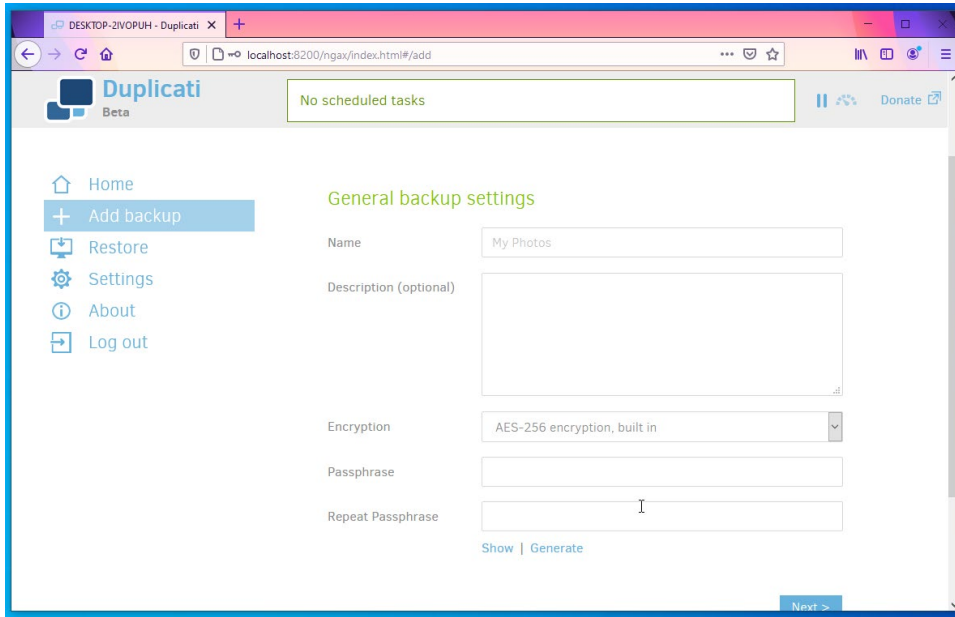 DESKTOP-2IVOPUH - Duplicati
localhost:8200/ngax/index.html#/add
Duplicati
Beta
No scheduled tasks
Donate
Home
Add backup
Restore
Settings
About
Log out
General backup settings
Name My Photos
Description (optional)
Encryption AES-256 encryption, built in
Passphrase
Repeat Passphrase
Show | Generate
Next >